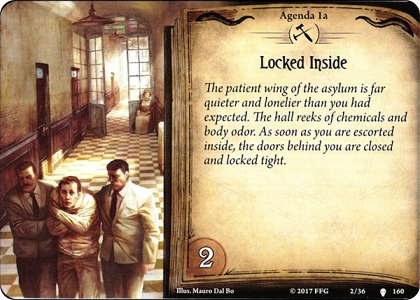 Agenda 1a
Locked Inside
The patient wing of the asylum is far
quieter and lonelier than you had
expected. The hall reeks of chemicals and
body odor. As soon as you are escorted
inside, the doors behind you are closed
and locked tight.
2
Illus. Mauro Dal Bo
© 2017 FFG
2/36
160